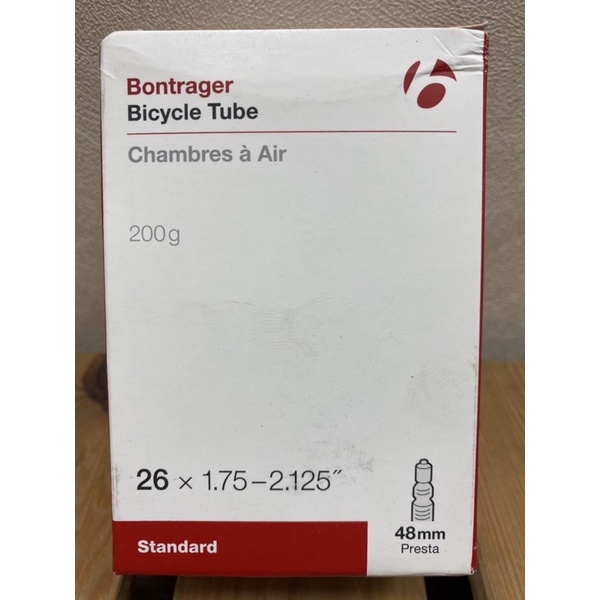 Bontrager
Bicycle Tube
Chambres à Air
200g
26 × 1.75–2.125″
48mm
Presta
Standard